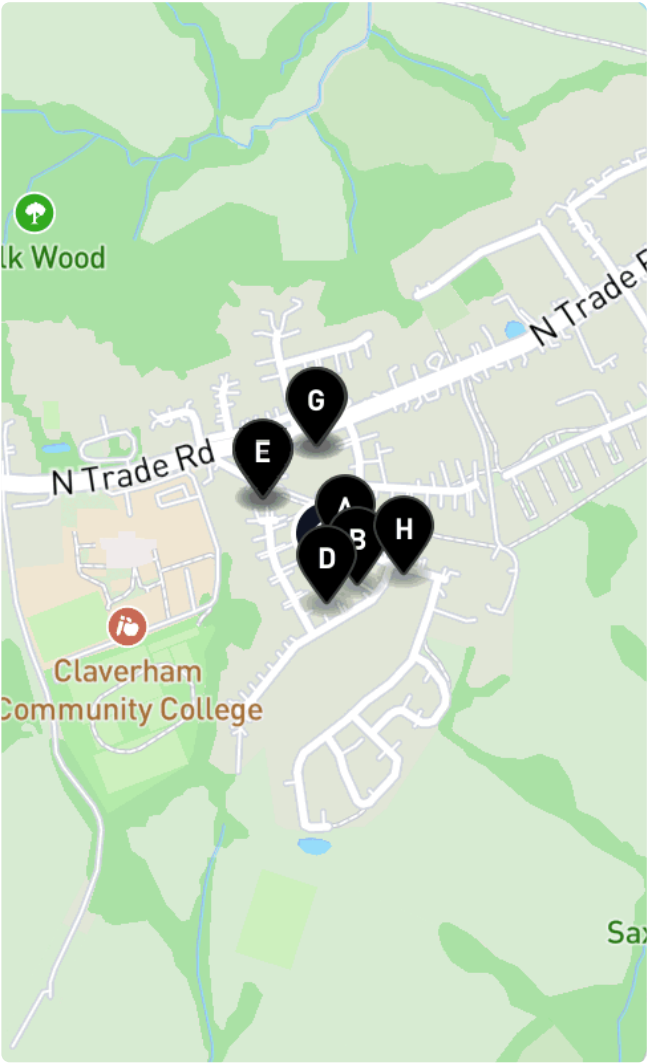 lk Wood
N Trade R
N Trade Rd
G
E
A
B
H
D
Claverham
Community College
Sax